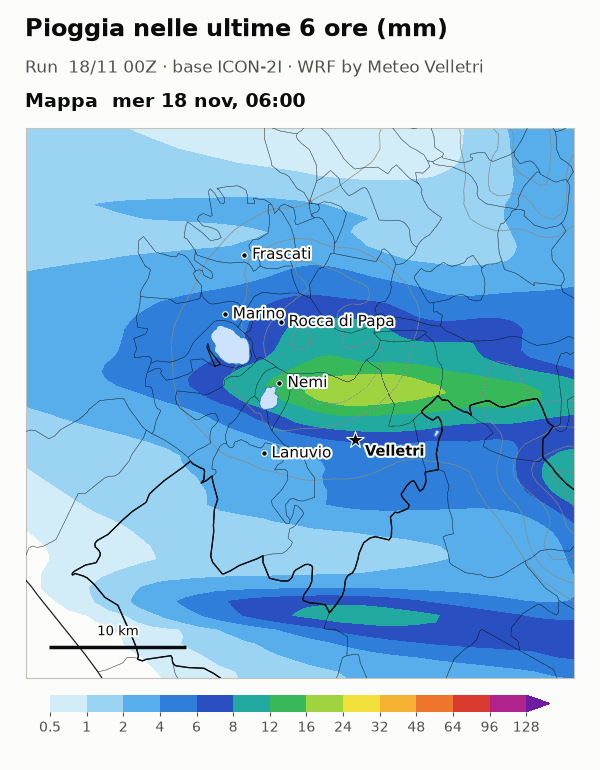 Pioggia nelle ultime 6 ore (mm)
Run 18/11 00Z · base ICON-2I · WRF by Meteo Velletri
Mappa mer 18 nov, 06:00
Frascati
Marino
Rocca di Papa
Nemi
Velletri
Lanuvio
10 km
0.5 1 2 4 6 8 12 16 24 32 48 64 96 128